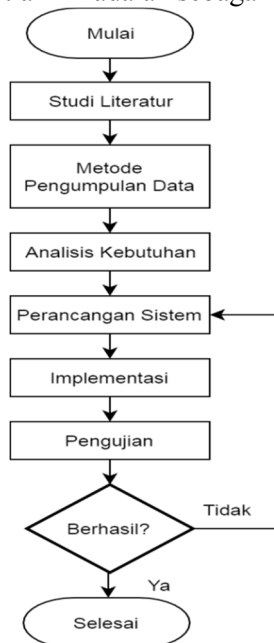 Mulai
Studi Literatur
Metode
Pengumpulan Data
Analisis Kebutuhan
Perancangan Sistem
Implementasi
Pengujian
Berhasil?
Tidak
Ya
Selesai